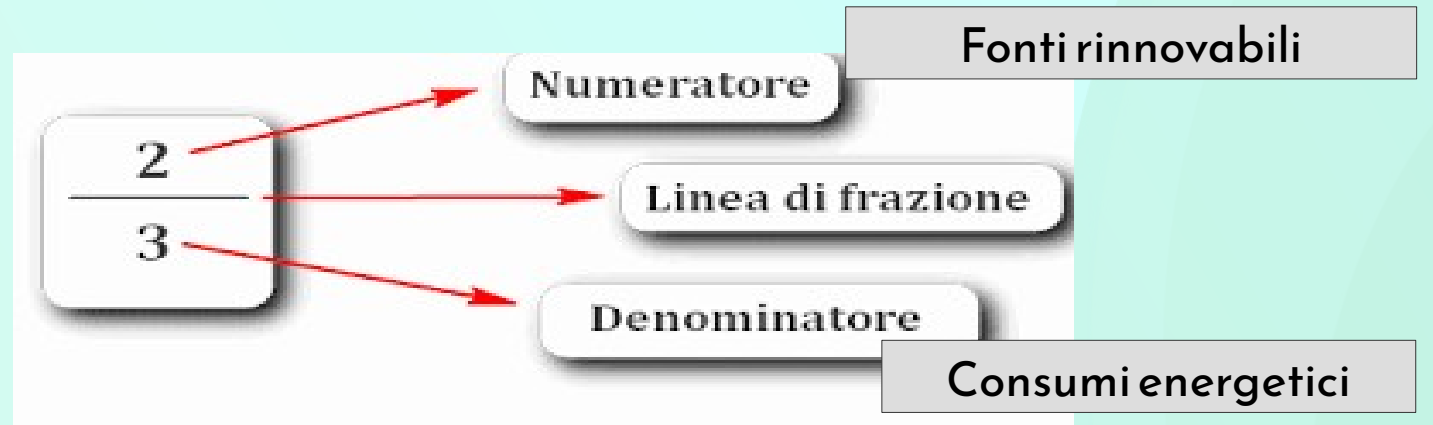 Fonti rinnovabili
Numeratore
2
Linea di frazione
3
Denominatore
Consumi energetici